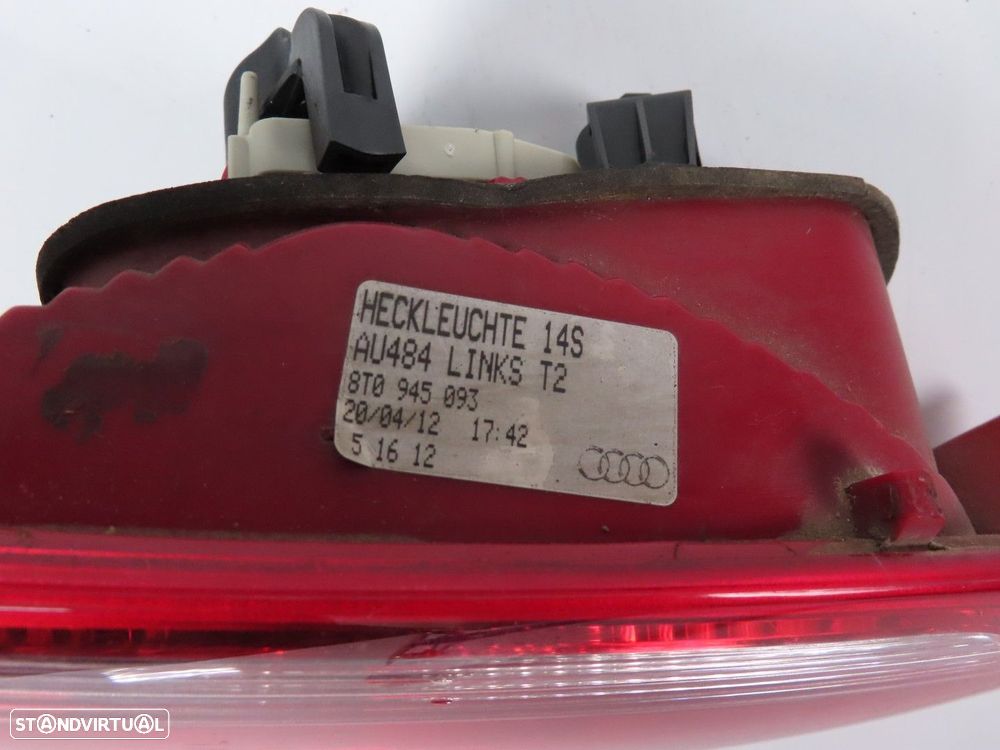 HECKLEUCHTE 14S
AU484 LINKS T2
8T0 945 093
20/04/12 17:42
5 16 12
STANDVIRTUAL